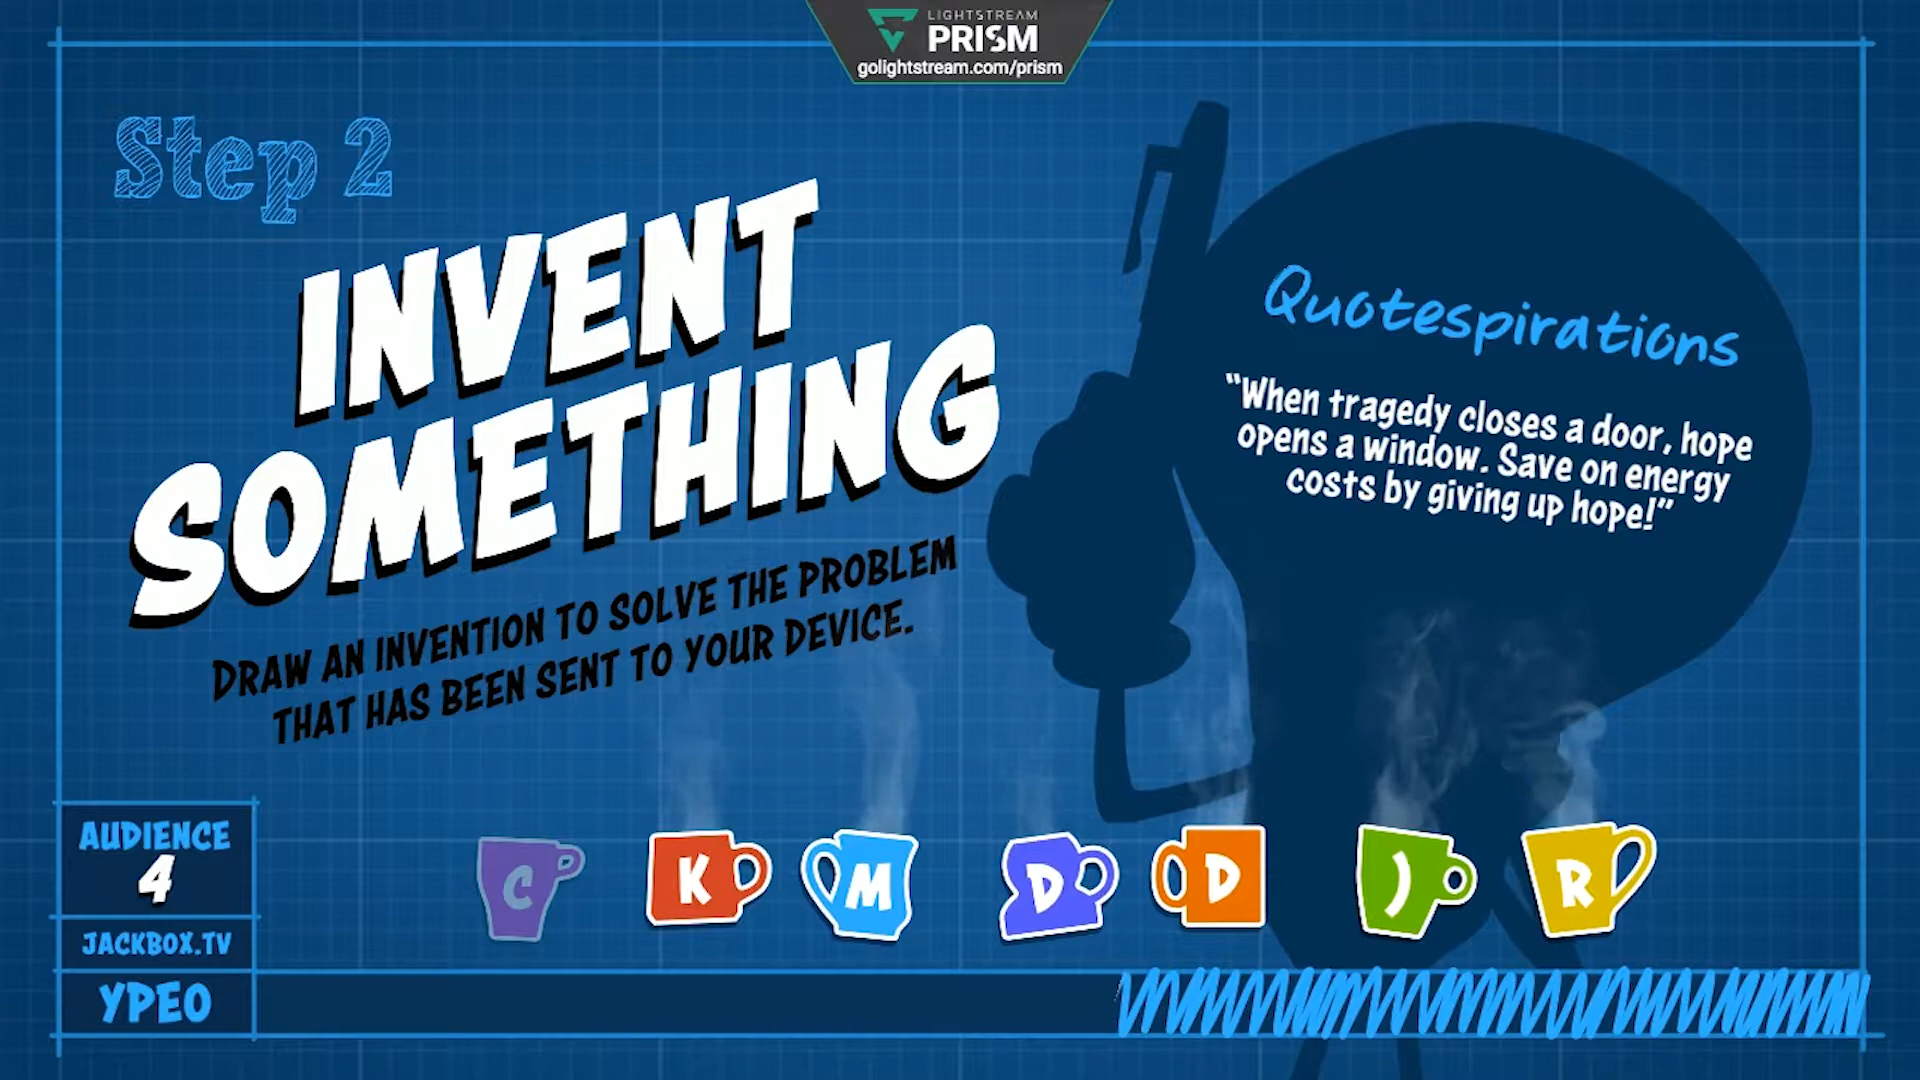 LIGHTSTREAM
PRISM
golightstream.com/prism
Step 2
INVENT
SOMETHING
DRAW AN INVENTION TO SOLVE THE PROBLEM
THAT HAS BEEN SENT TO YOUR DEVICE.
Quotespirations
"When tragedy closes a door, hope
opens a window. Save on energy
costs by giving up hope!"
AUDIENCE
4
JACKBOX.TV
YPEO
C K M D D J R